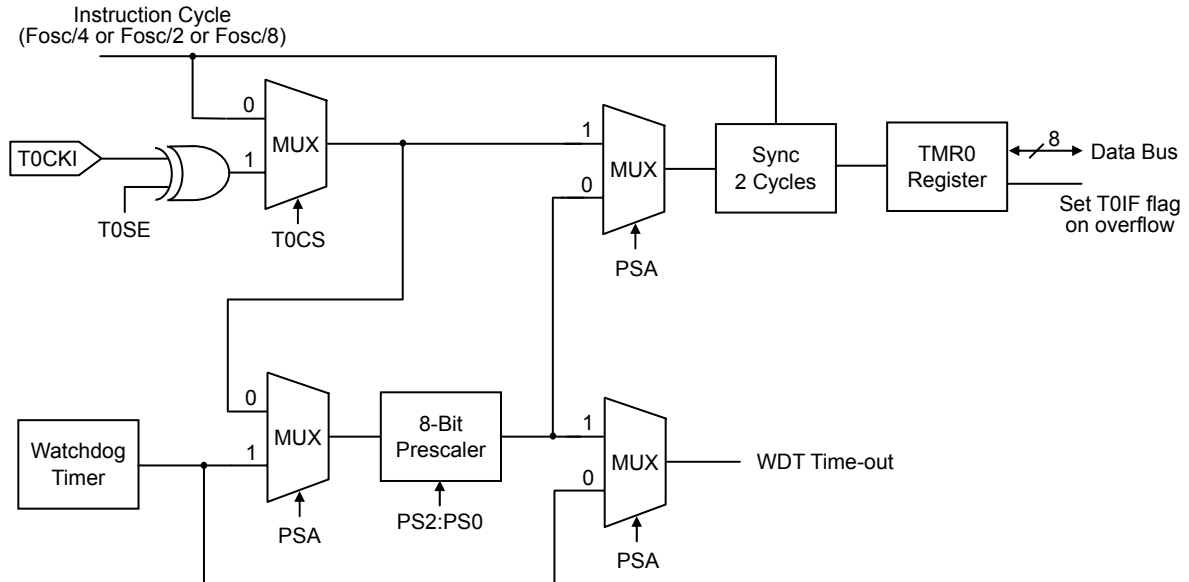 Instruction Cycle
(Fosc/4 or Fosc/2 or Fosc/8)
0
MUX
1
T0CKI
T0SE
T0CS
1
MUX
0
PSA
Sync
2 Cycles
TMR0
Register
8
Data Bus
Set T0IF flag
on overflow
0
MUX
1
PSA
Watchdog
Timer
8-Bit
Prescaler
PS2:PS0
1
MUX
0
PSA
WDT Time-out